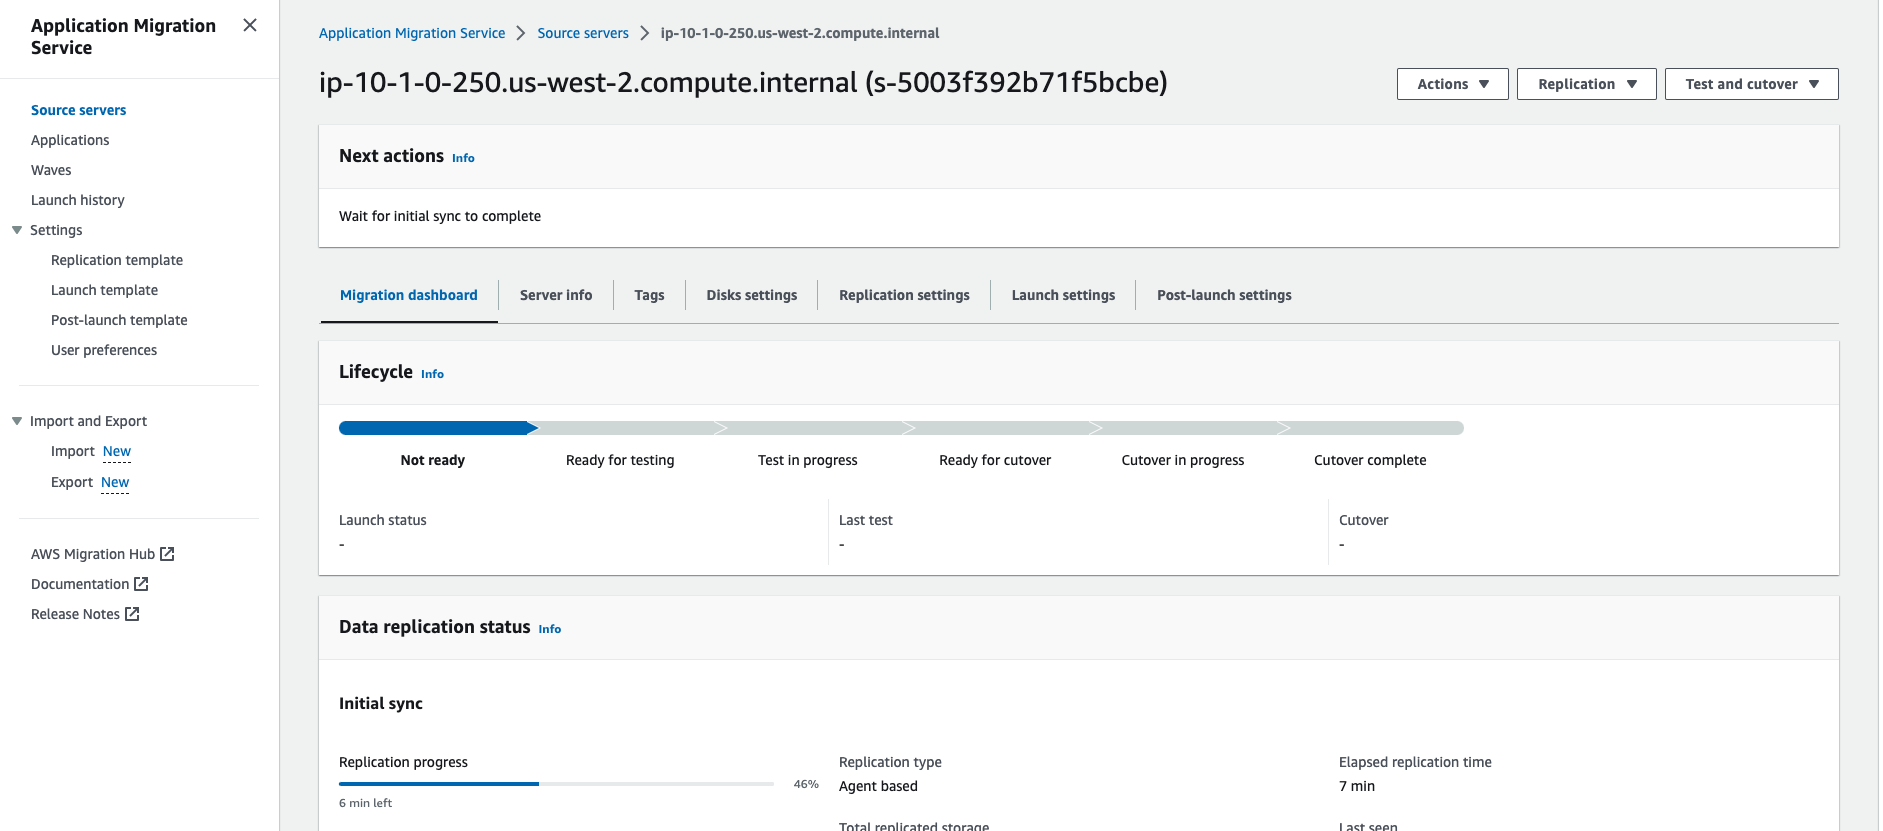 Application Migration
Service
Source servers
Applications
Waves
Launch history
Settings
Replication template
Launch template
Post-launch template
User preferences
Import and Export
Import New
Export New
AWS Migration Hub
Documentation
Release Notes
Application Migration Service > Source servers > ip-10-1-0-250.us-west-2.compute.internal
ip-10-1-0-250.us-west-2.compute.internal (s-5003f392b71f5bcbe)
Actions Replication Test and cutover
Next actions Info
Wait for initial sync to complete
Migration dashboard Server info Tags Disks settings Replication settings Launch settings Post-launch settings
Lifecycle Info
Not ready Ready for testing Test in progress Ready for cutover Cutover in progress Cutover complete
Launch status Last test Cutover
- - -
Data replication status Info
Initial sync
Replication progress Replication type Elapsed replication time
46% Agent based 7 min
6 min left
Total replicated storage Last seen